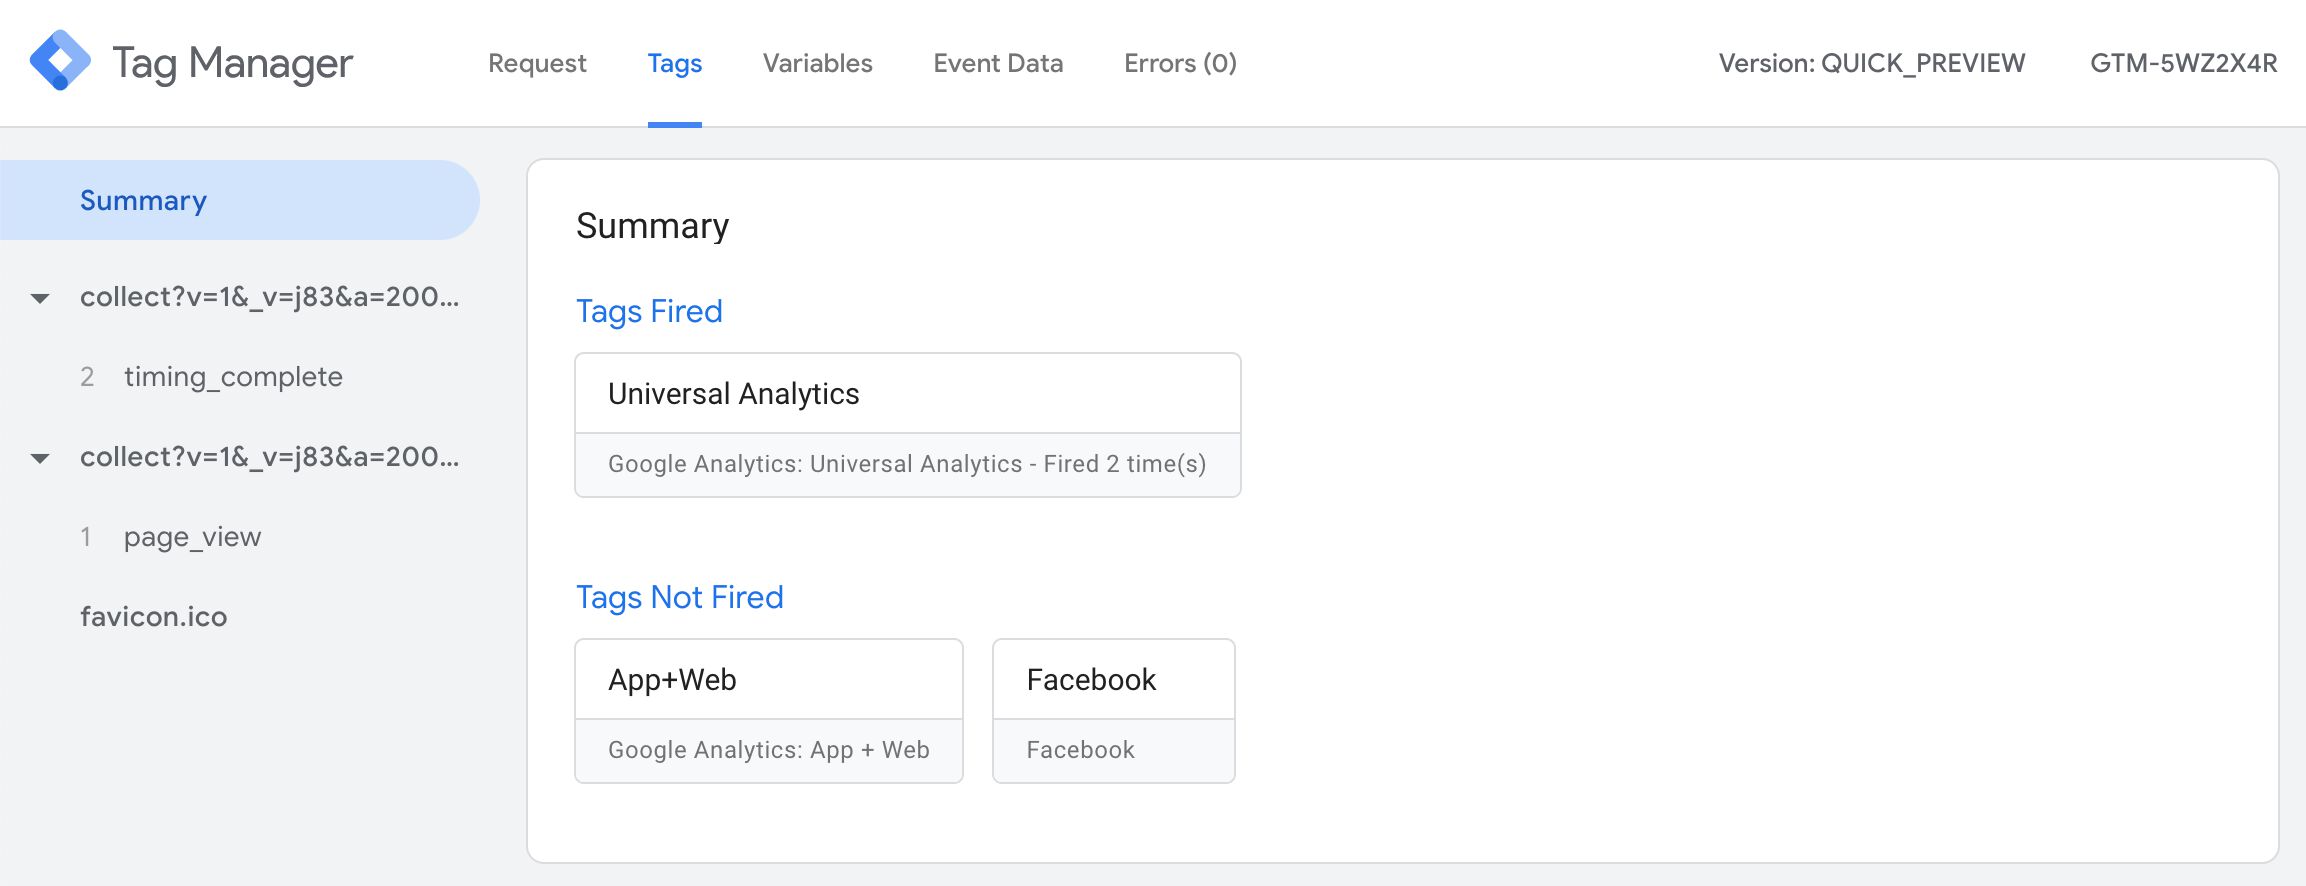 Tag Manager
Request Tags Variables Event Data Errors (0)
Version: QUICK_PREVIEW GTM-5WZ2X4R
Summary
collect?v=1&_v=j83&a=200...
2 timing_complete
collect?v=1&_v=j83&a=200...
1 page_view
favicon.ico
Summary
Tags Fired
Universal Analytics
Google Analytics: Universal Analytics - Fired 2 time(s)
Tags Not Fired
App+Web
Google Analytics: App + Web
Facebook
Facebook